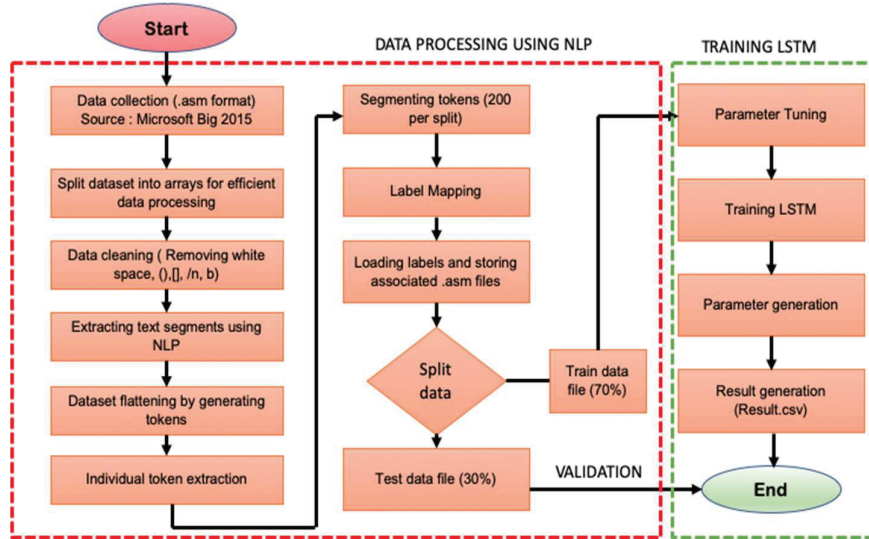 Start
DATA PROCESSING USING NLP
TRAINING LSTM
Data collection (.asm format)
Source : Microsoft Big 2015
Split dataset into arrays for efficient
data processing
Data cleaning ( Removing white
space, (),[], /n, b)
Extracting text segments using
NLP
Dataset flattening by generating
tokens
Individual token extraction
Segmenting tokens (200
per split)
Label Mapping
Loading labels and storing
associated .asm files
Split
data
Train data
file (70%)
Test data file (30%)
VALIDATION
Parameter Tuning
Training LSTM
Parameter generation
Result generation
(Result.csv)
End